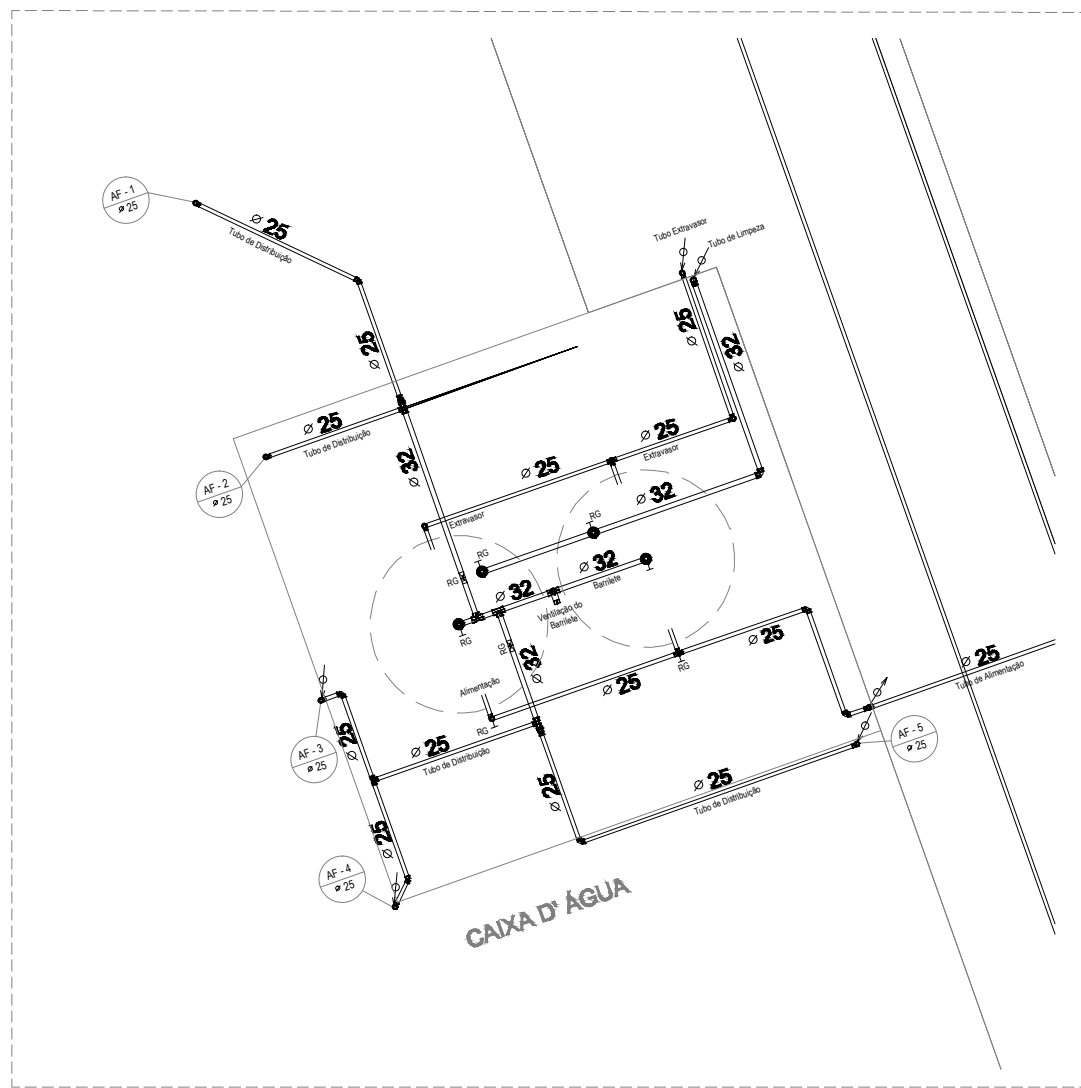 AF - 1
ø 25
ø 25
Tubo de Distribuição
Tubo Extravasor
Tubo de Limpeza
ø 25
ø 25
ø 32
ø 25
Tubo de Distribuição
ø 25
Extravasor
ø 32
ø 25
AF - 2
ø 25
ø 32
Extravasor
RG
RG
RG
ø 32
Barrilete
ø 32
Ventilação do
Barrilete
RG
RG
ø 32
ø 25
RG
ø 25
Tubo de Alimentação
Alimentação
ø 25
RG
AF - 3
ø 25
ø 25
ø 25
Tubo de Distribuição
AF - 5
ø 25
ø 25
ø 25
Tubo de Distribuição
ø 25
AF - 4
ø 25
CAIXA D' ÁGUA